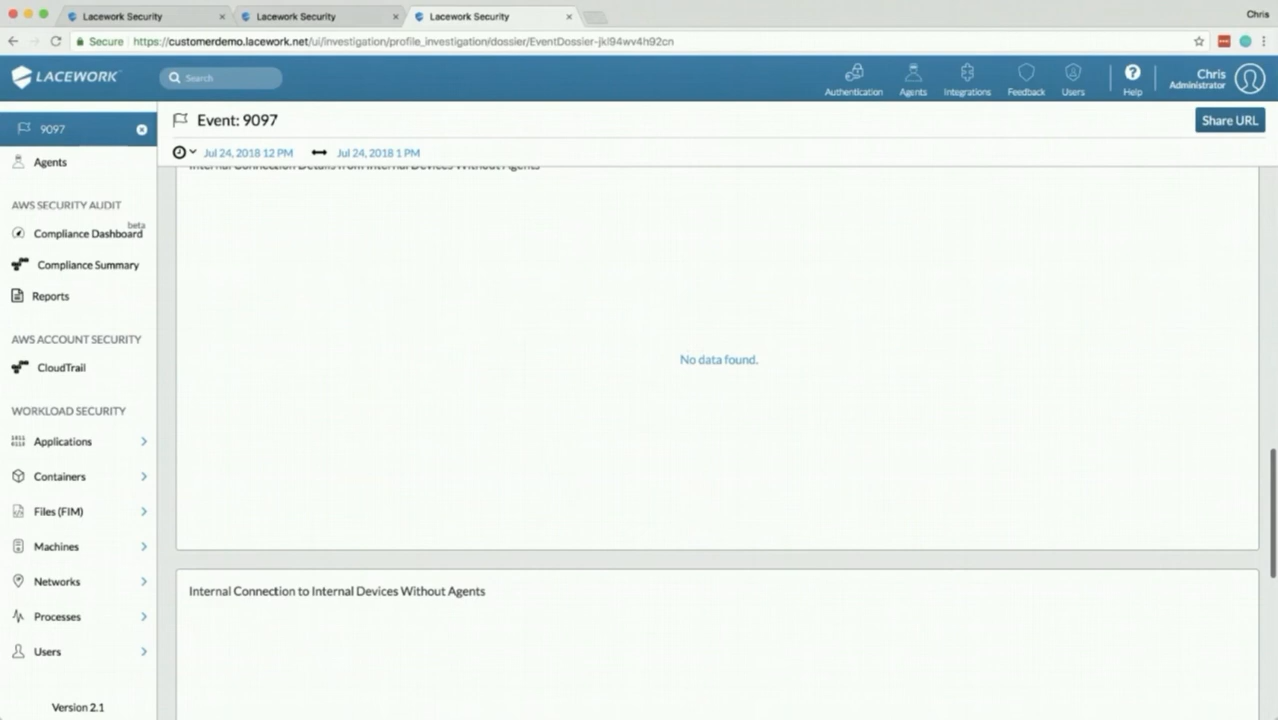 Lacework Security
Lacework Security
Lacework Security
Chris
Secure
https://customerdemo.lacework.net/ui/investigation/profile_investigation/dossier/EventDossier-jkl94wv4h92cn
LACEWORK
Search
Authentication
Agents
Integrations
Feedback
Users
Help
Chris
Administrator
9097
Event: 9097
Share URL
Jul 24, 2018 12 PM
Jul 24, 2018 1 PM
Agents
AWS SECURITY AUDIT
Compliance Dashboard beta
Compliance Summary
Reports
AWS ACCOUNT SECURITY
CloudTrail
WORKLOAD SECURITY
Applications
Containers
Files (FIM)
Machines
Networks
Processes
Users
Version 2.1
Internal Connection Details from Internal Devices Without Agents
No data found.
Internal Connection to Internal Devices Without Agents